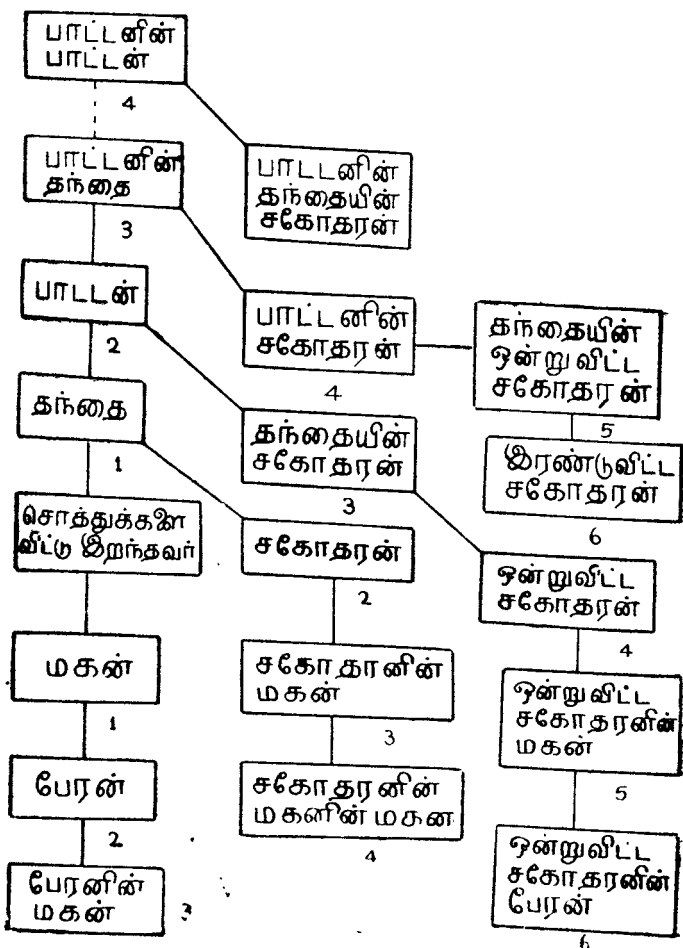 பாட்டனின்
பாட்டன்
4
பாட்டனின்
தந்தை
3
பாடடன்
2
தந்தை
1
சொத்துக்களை
விட்டு இறந்தவர்
மகன்
1
பேரன்
2
பேரனின்
மகன்
3
பாடடனின்
தந்தையின்
சகோதரன்
பாட்டனின்
சகோதரன்
4
தந்தையின்
சகோதரன்
3
சகோதரன்
2
சகோதரனின்
மகன்
3
சகோதரனின்
மகனின் மகன
4
தந்தையின்
ஒன்று விட்ட
சகோதரன்
5
இரண்டுவிட்ட
சகோதரன்
6
ஒன்றுவிட்ட
சகோதரன்
4
ஒன்றுவிட்ட
சகோதரனின்
மகன்
5
ஒன்றுவிட்ட
சகோதரனின்
பேரன்
6